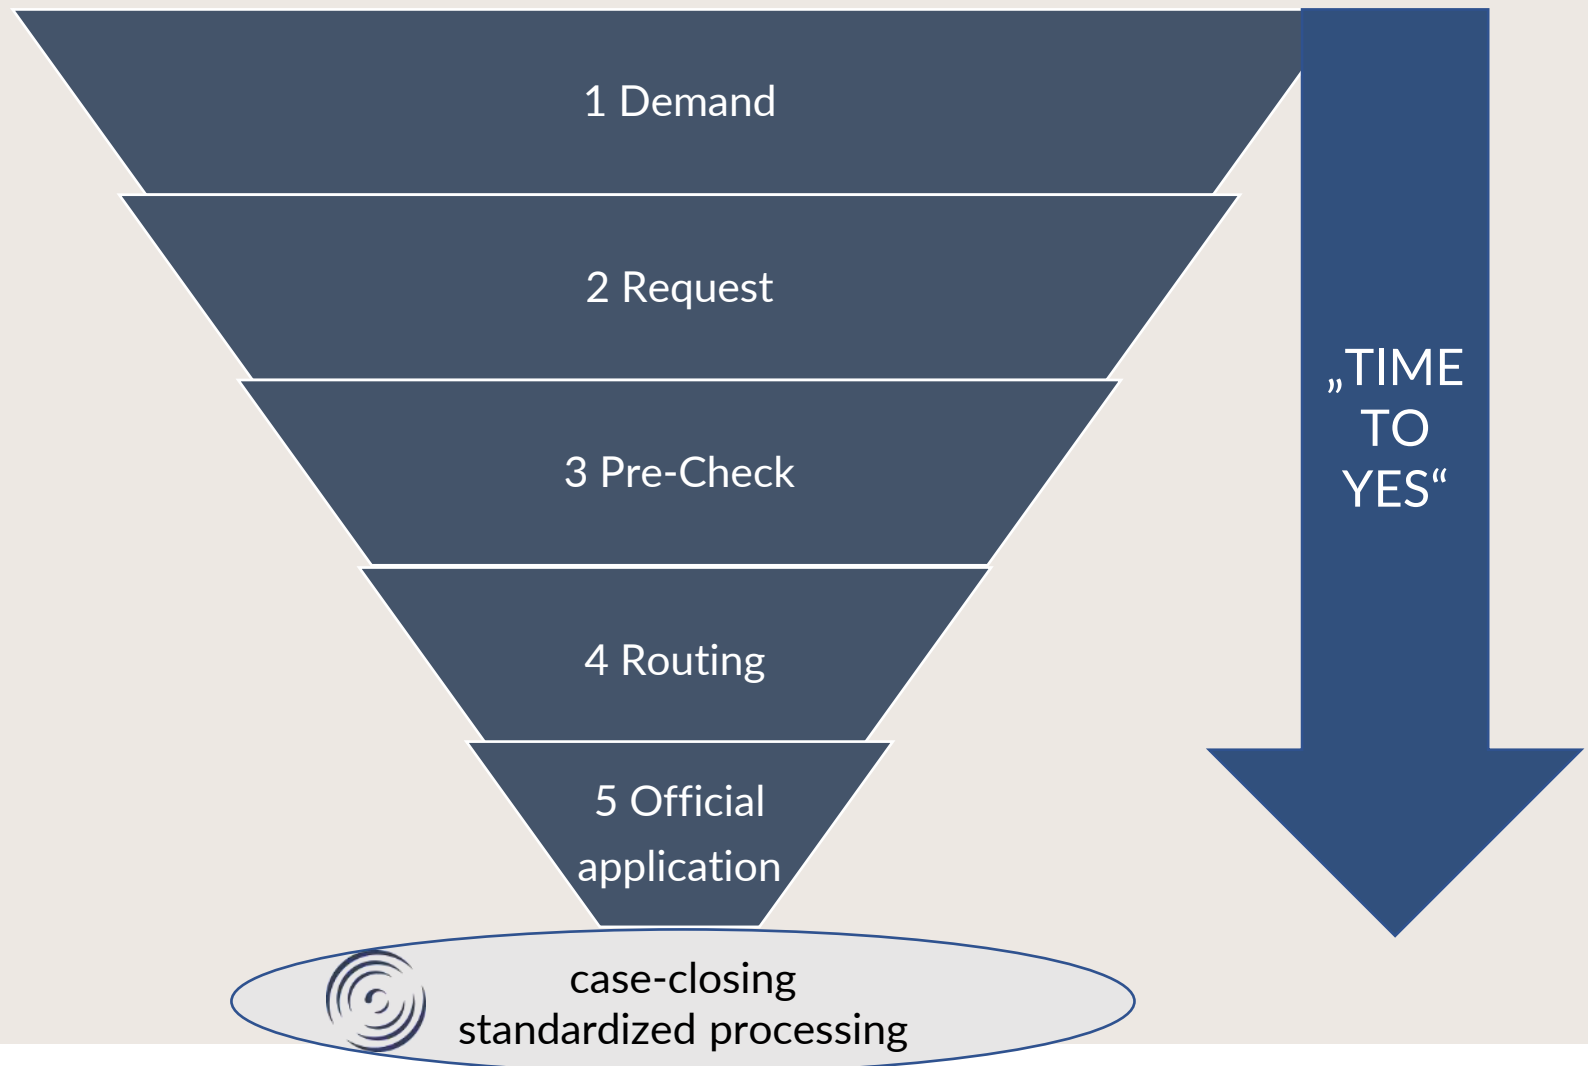 1 Demand
2 Request
3 Pre-Check
4 Routing
5 Official
application
case-closing
standardized processing
„TIME
TO
YES“